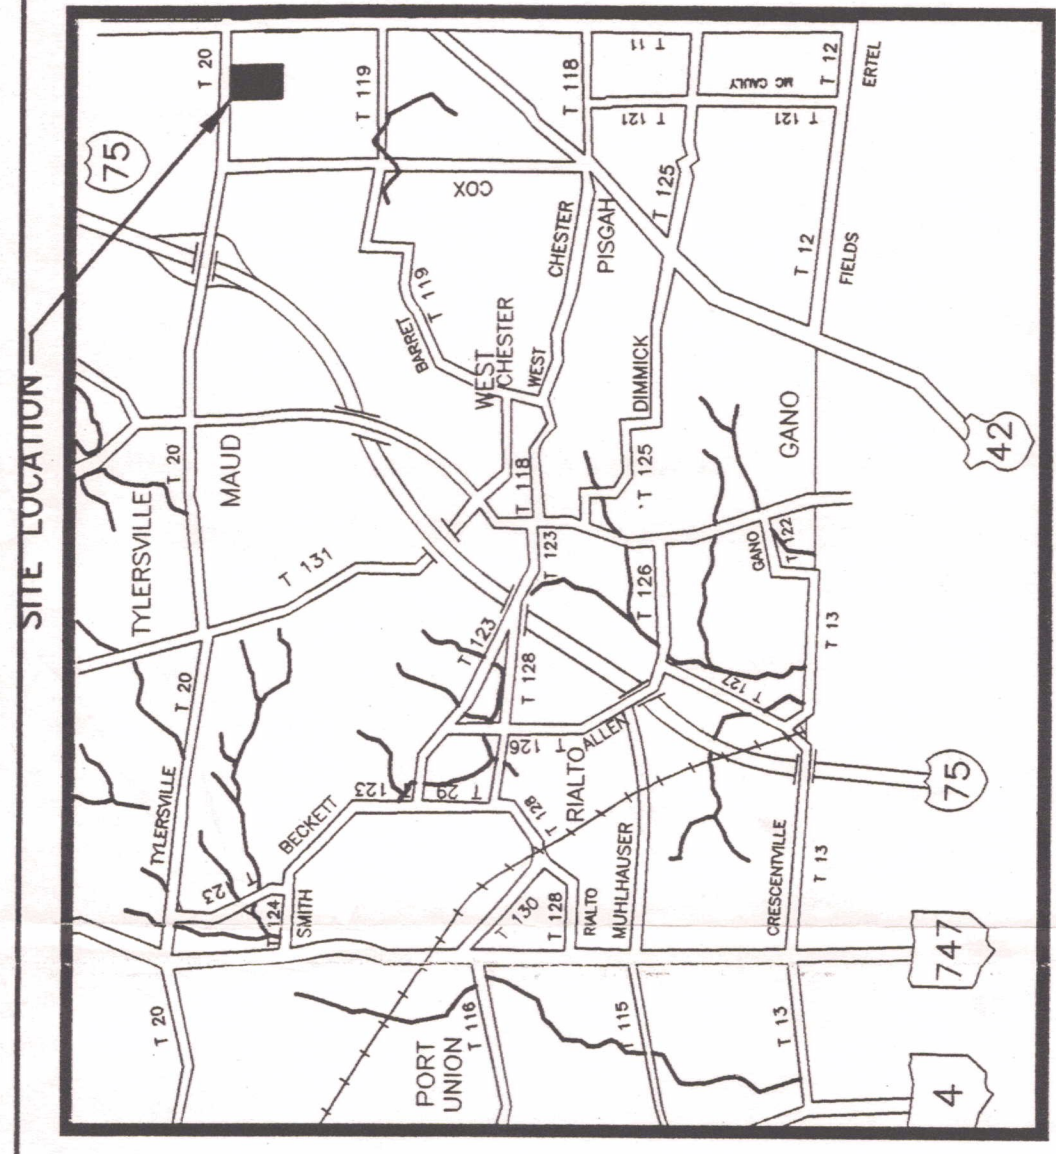 SITE LOCATION
75
T 20
T 119
T 118
T 11
MC CAULY
T 12
ERTEL
T 121
T 121
COX
T 125
CHESTER
PISGAH
T 12
FIELDS
BARRET
T 119
WEST
CHESTER
WEST
DIMMICK
GANO
42
T 20
MAUD
TYLERSVILLE
T 131
T 118
T 125
T 123
T 126
GANO
T 122
T 13
T 20
T 123
T 128
T 127
T 126
ALLEN
RIALTO
75
TYLERSVILLE
BECKETT
123
T 29
T 128
MUHLHAUSER
CRESCENTVILLE
T 13
T 23
T 124
SMITH
T 130
T 128
RIALTO
747
T 20
T 116
PORT
UNION
T 115
T 13
4